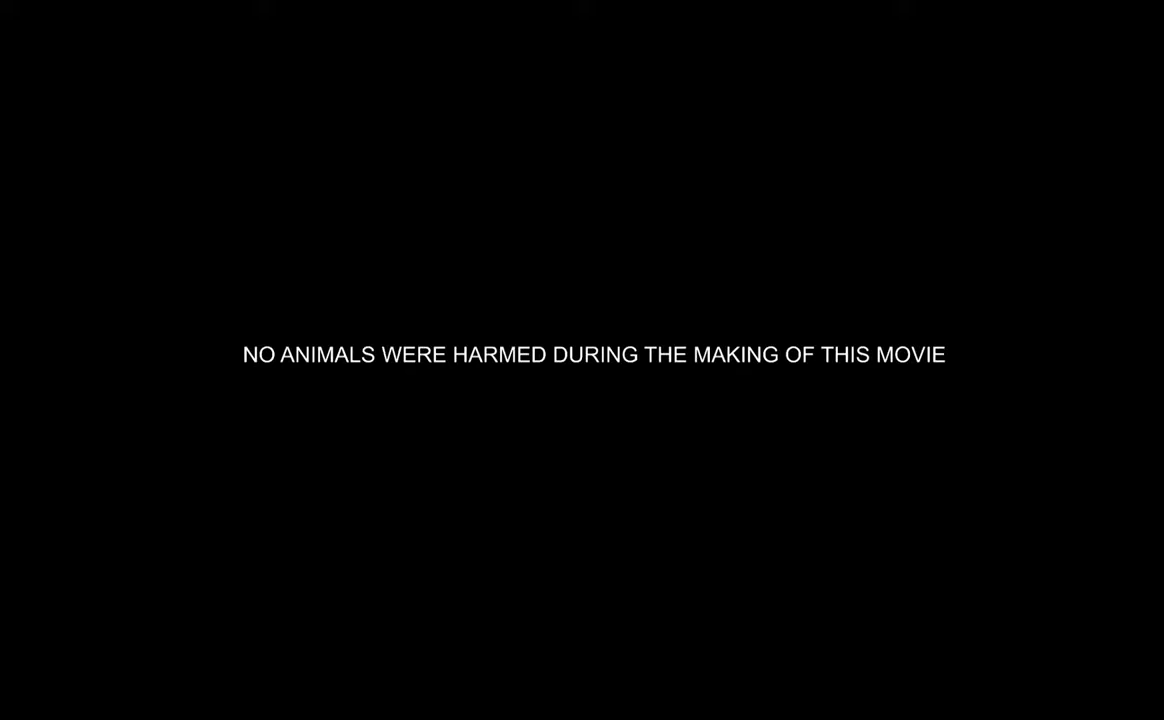 NO ANIMALS WERE HARMED DURING THE MAKING OF THIS MOVIE